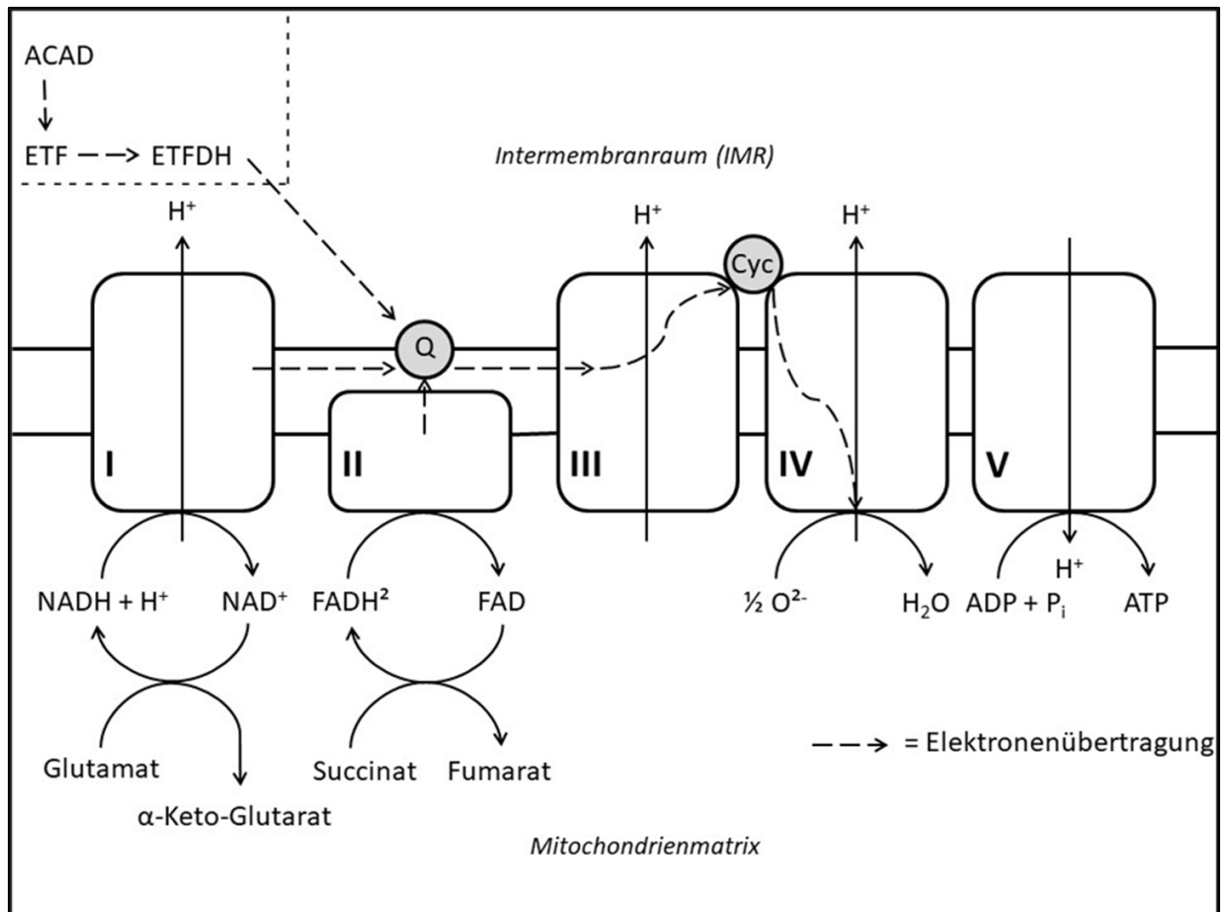 ACAD
ETF
ETFDH
Intermembranraum (IMR)
H⁺
H⁺
H⁺
Cyc
Q
I
II
III
IV
V
H⁺
NADH + H⁺
NAD⁺
FADH²
FAD
½ O²⁻
H₂O
ADP + Pᵢ
ATP
= Elektronenübertragung
Glutamat
Succinat
Fumarat
α-Keto-Glutarat
Mitochondrienmatrix